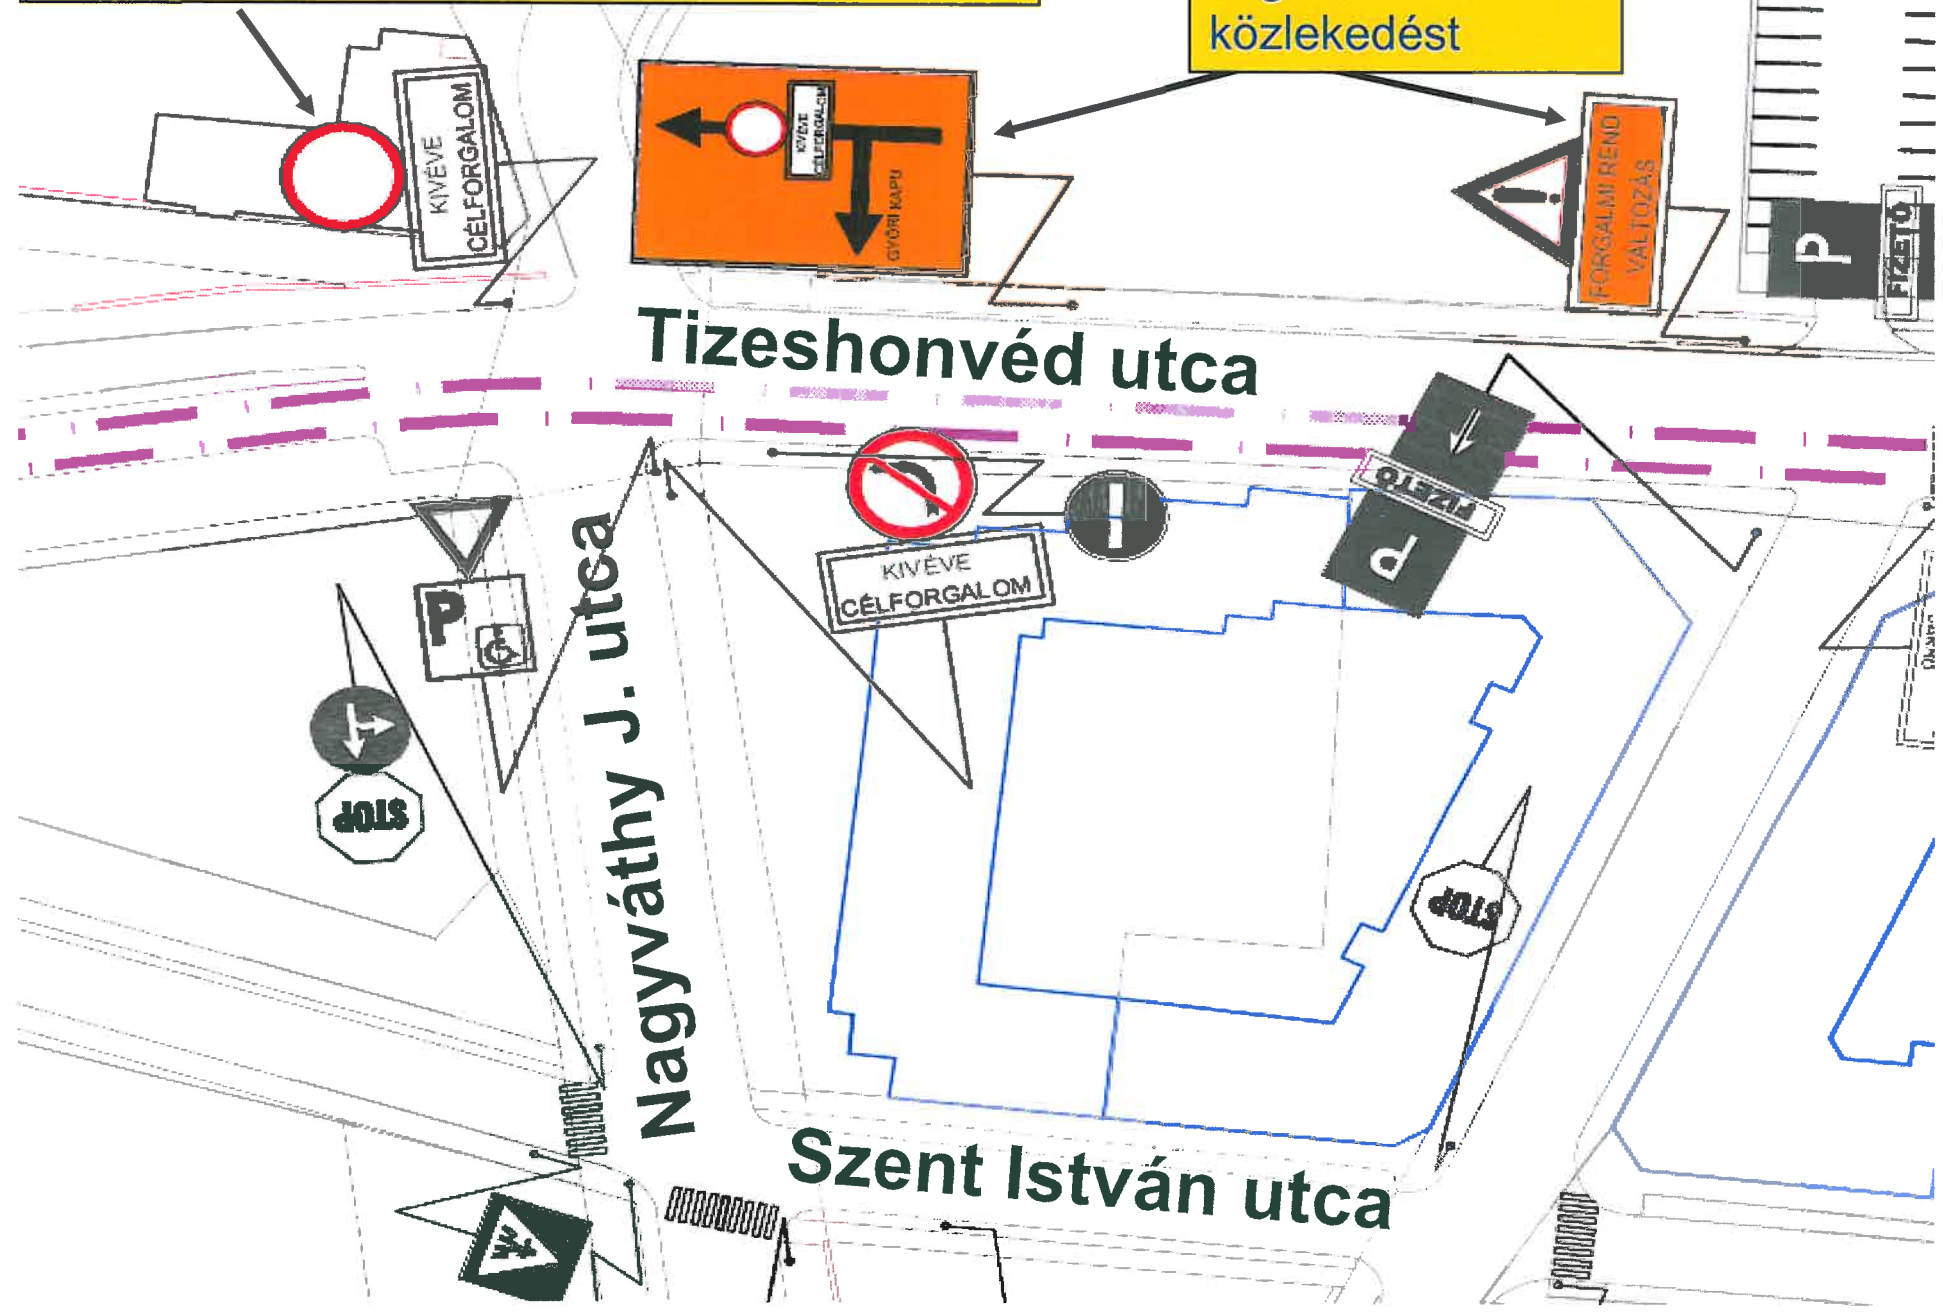 közlekedést
KIVÉVE
CÉLFORGALOM
KIVÉVE
CÉLFORGALOM
GYŐRI KAPU
FORGALMI REND
VÁLTOZÁS
P
FIZETŐ
Tizeshonvéd utca
FIZETŐ
P
KIVÉVE
CÉLFORGALOM
P
STOP
Nagyváthy J. utca
STOP
Szent István utca